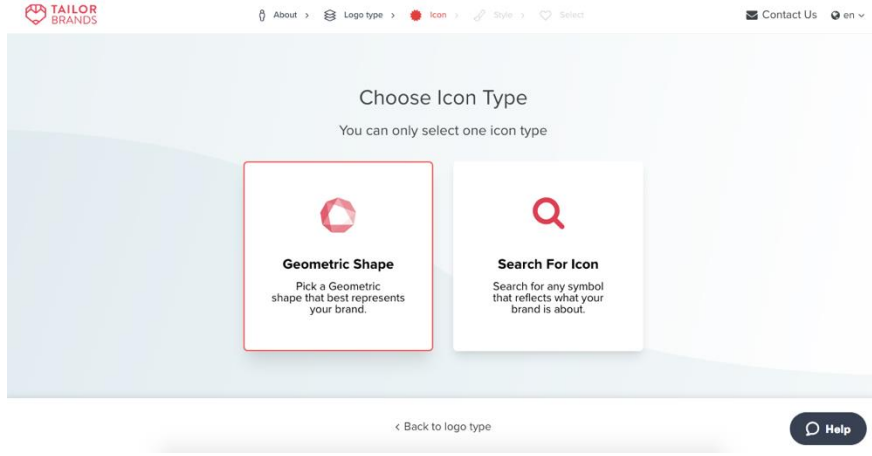 TAILOR
BRANDS
About > Logo type > Icon > Style > Select
Contact Us en
Choose Icon Type
You can only select one icon type
Geometric Shape
Pick a Geometric
shape that best represents
your brand.
Search For Icon
Search for any symbol
that reflects what your
brand is about.
< Back to logo type
Help